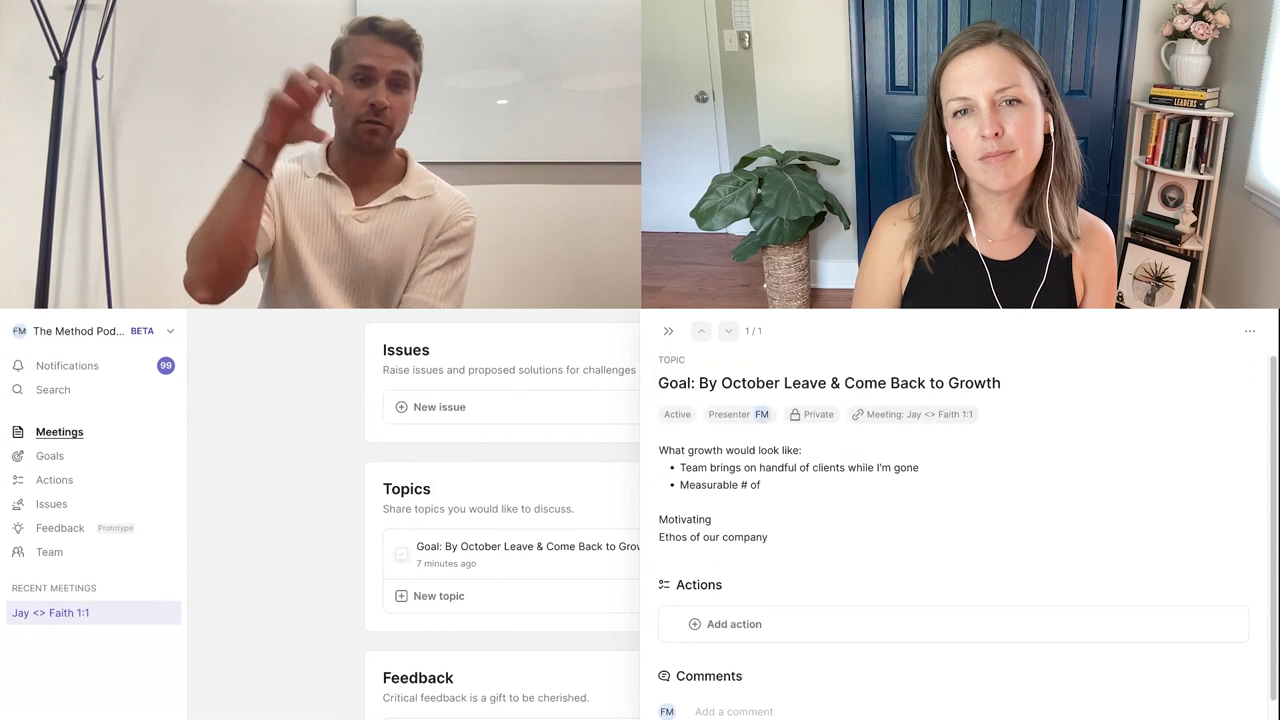 LEADERS
FM The Method Pod... BETA
Notifications 99
Search
Meetings
Goals
Actions
Issues
Feedback Prototype
Team
RECENT MEETINGS
Jay <> Faith 1:1
Issues
Raise issues and proposed solutions for challenges
New issue
Topics
Share topics you would like to discuss.
Goal: By October Leave & Come Back to Grow
7 minutes ago
New topic
Feedback
Critical feedback is a gift to be cherished.
1 / 1
TOPIC
Goal: By October Leave & Come Back to Growth
Active Presenter FM Private Meeting: Jay <> Faith 1:1
What growth would look like:
• Team brings on handful of clients while I'm gone
• Measurable # of
Motivating
Ethos of our company
Actions
Add action
Comments
FM Add a comment